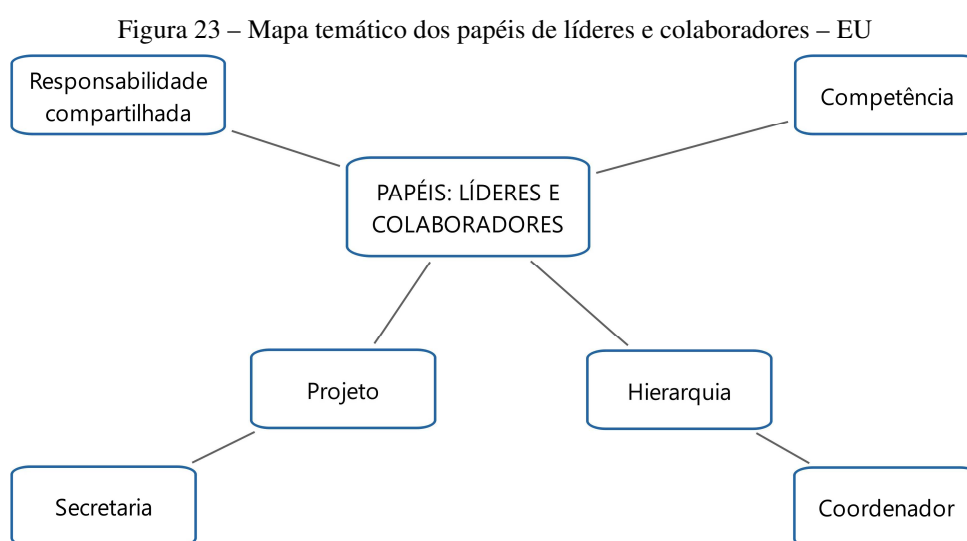 Figura 23 – Mapa temático dos papéis de líderes e colaboradores – EU
Responsabilidade
compartilhada
Competência
PAPÉIS: LÍDERES E
COLABORADORES
Projeto
Hierarquia
Secretaria
Coordenador